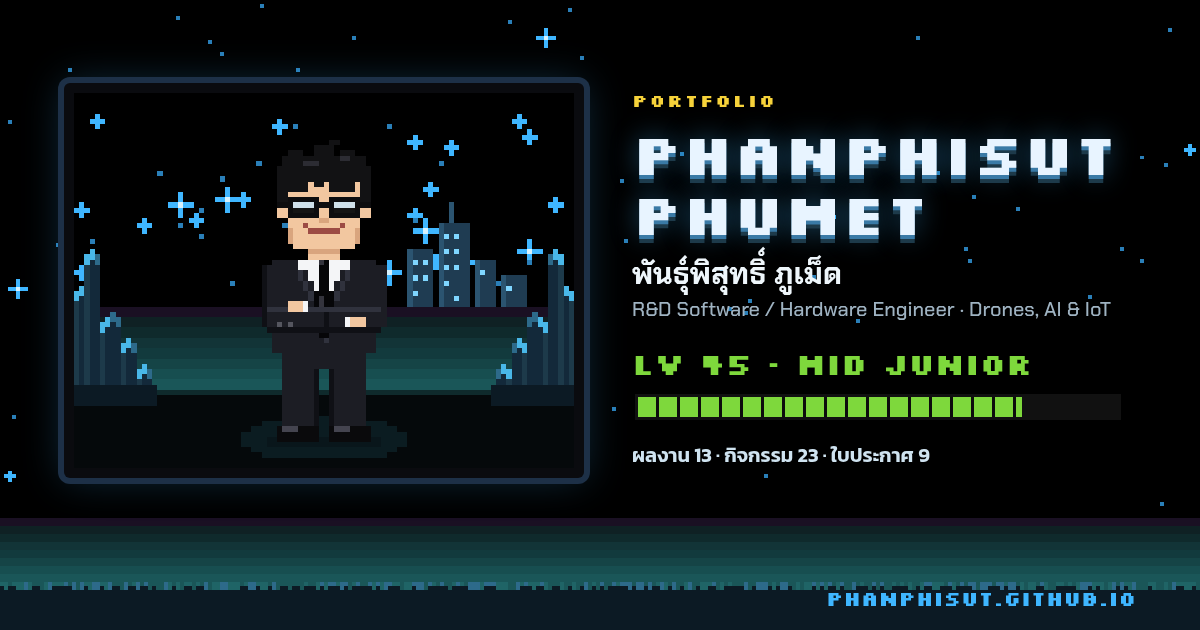 PORTFOLIO
PHANPHISUT
PHUMET
พันธุ์พิสุทธิ์ ภูเม็ด
R&D Software / Hardware Engineer · Drones, AI & IoT
LV 45 - MID JUNIOR
ผลงาน 13 · กิจกรรม 23 · ใบประกาศ 9
PHANPHISUT.GITHUB.IO